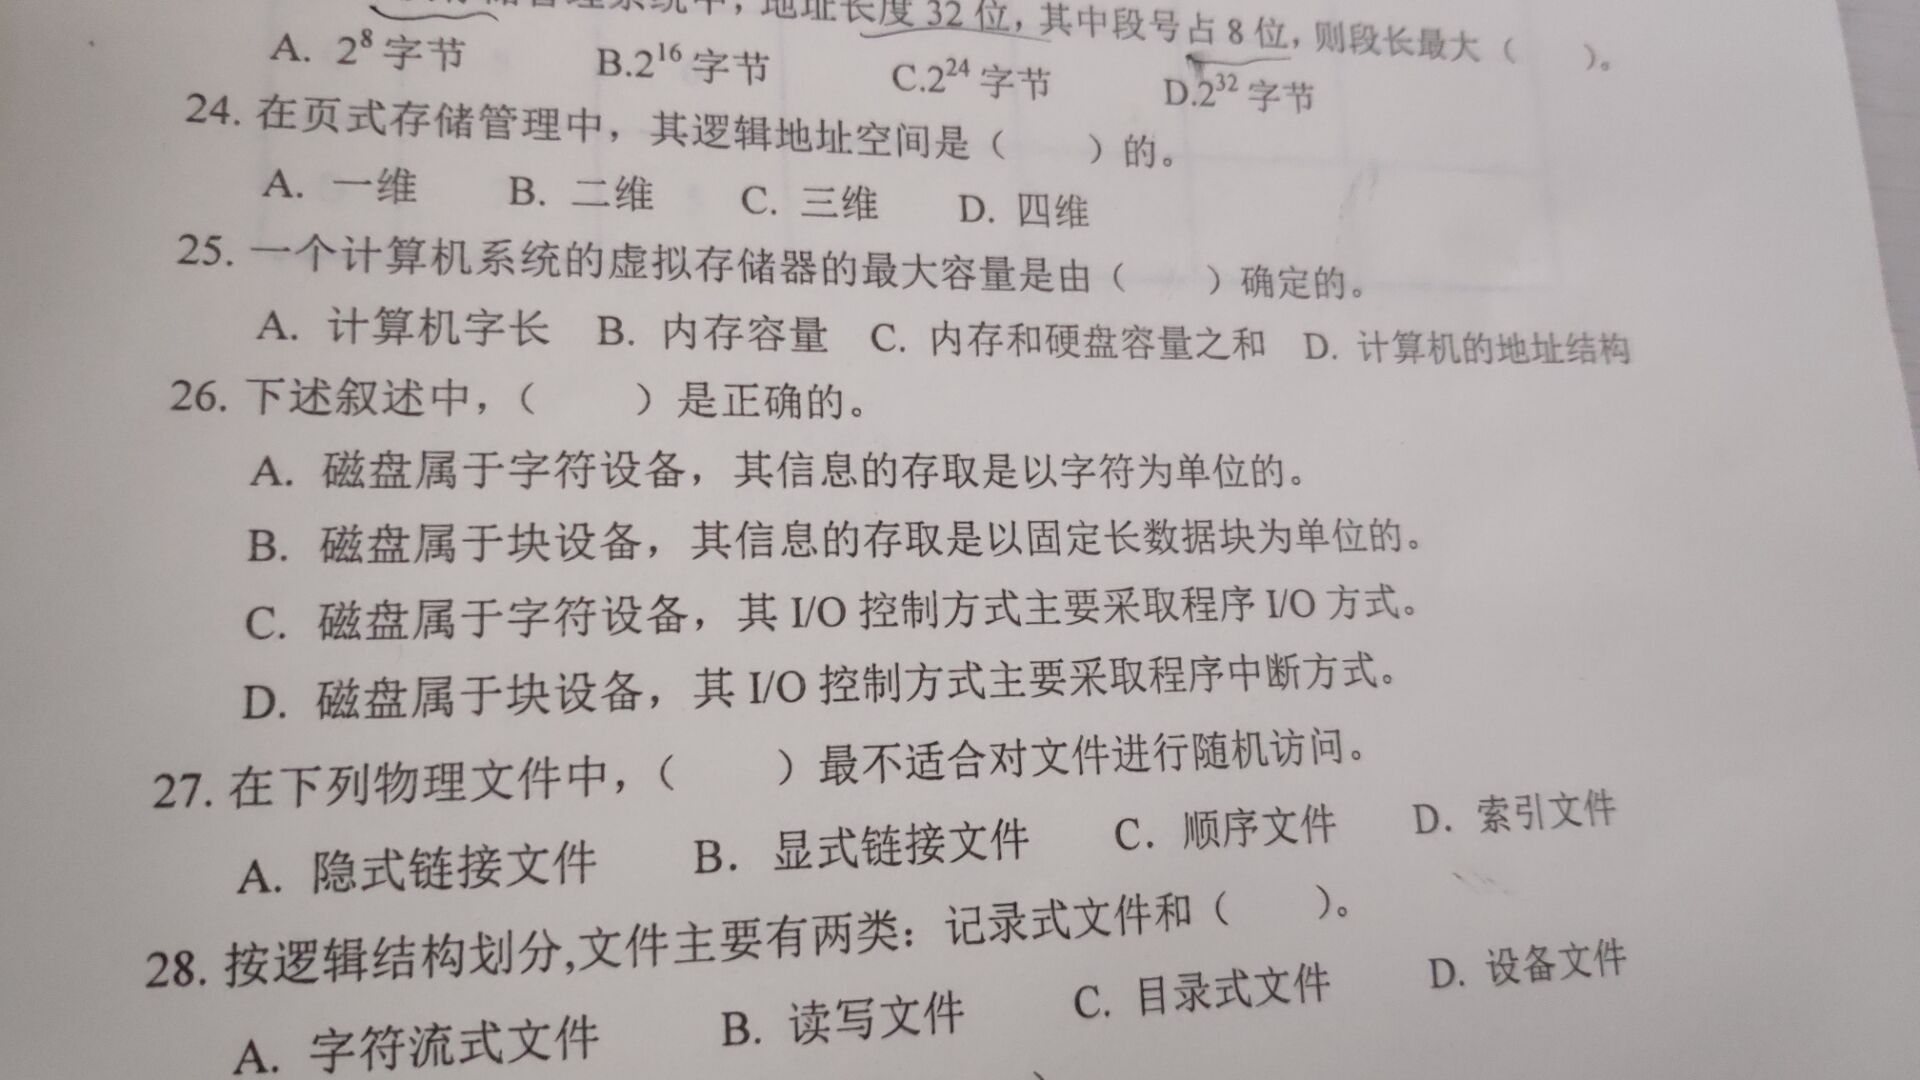 储管理系统中，地址长度 32 位，其中段号占 8 位，则段长最大（ ）。
A. 2⁸ 字节 B.2¹⁶ 字节 C.2²⁴ 字节 D.2³² 字节
24. 在页式存储管理中，其逻辑地址空间是（ ）的。
A. 一维 B. 二维 C. 三维 D. 四维
25. 一个计算机系统的虚拟存储器的最大容量是由（ ）确定的。
A. 计算机字长 B. 内存容量 C. 内存和硬盘容量之和 D. 计算机的地址结构
26. 下述叙述中，（ ）是正确的。
A. 磁盘属于字符设备，其信息的存取是以字符为单位的。
B. 磁盘属于块设备，其信息的存取是以固定长数据块为单位的。
C. 磁盘属于字符设备，其 I/O 控制方式主要采取程序 I/O 方式。
D. 磁盘属于块设备，其 I/O 控制方式主要采取程序中断方式。
27. 在下列物理文件中，（ ）最不适合对文件进行随机访问。
A. 隐式链接文件 B. 显式链接文件 C. 顺序文件 D. 索引文件
28. 按逻辑结构划分,文件主要有两类：记录式文件和（ ）。
A. 字符流式文件 B. 读写文件 C. 目录式文件 D. 设备文件